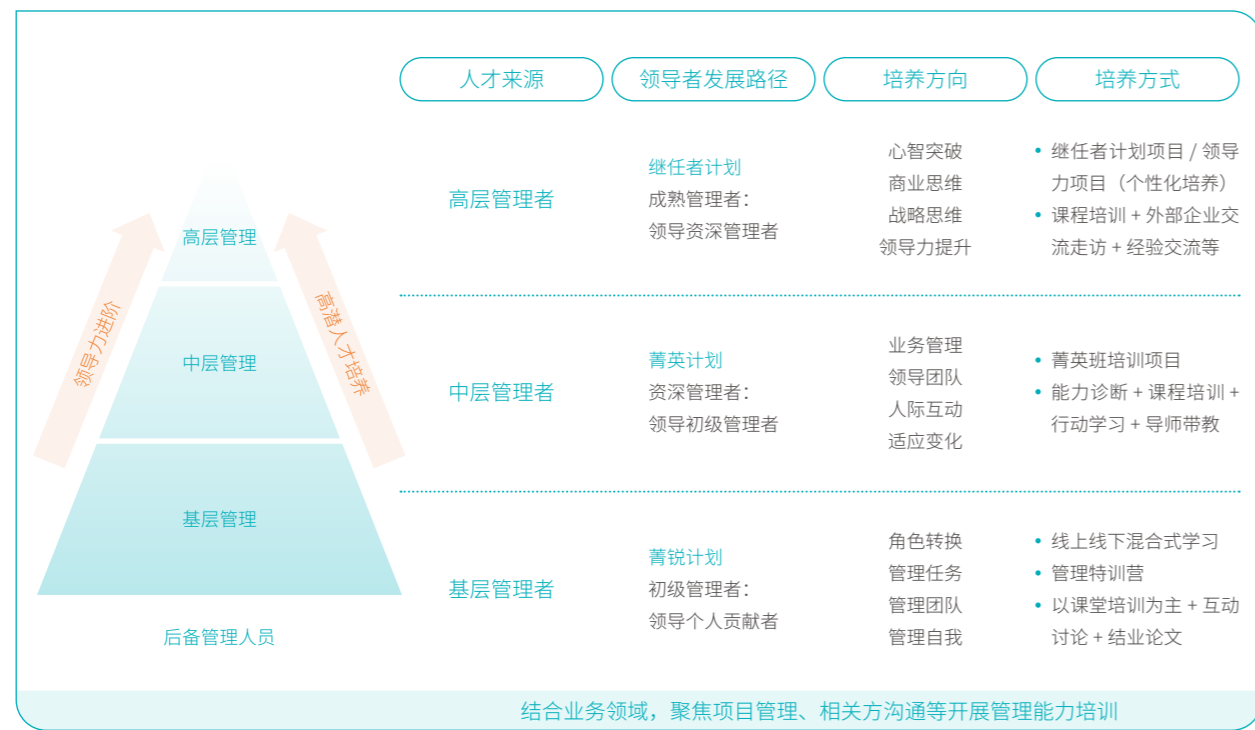 人才来源
领导者发展路径
培养方向
培养方式
高层管理
中层管理
基层管理
领导力进阶
高潜人才培养
后备管理人员
高层管理者
继任者计划
成熟管理者：
领导资深管理者
心智突破
商业思维
战略思维
领导力提升
• 继任者计划项目 / 领导
力项目（个性化培养）
• 课程培训 + 外部企业交
流走访 + 经验交流等
中层管理者
菁英计划
资深管理者：
领导初级管理者
业务管理
领导团队
人际互动
适应变化
• 菁英班培训项目
• 能力诊断 + 课程培训 +
行动学习 + 导师带教
基层管理者
菁锐计划
初级管理者：
领导个人贡献者
角色转换
管理任务
管理团队
管理自我
• 线上线下混合式学习
• 管理特训营
• 以课堂培训为主 + 互动
讨论 + 结业论文
结合业务领域，聚焦项目管理、相关方沟通等开展管理能力培训